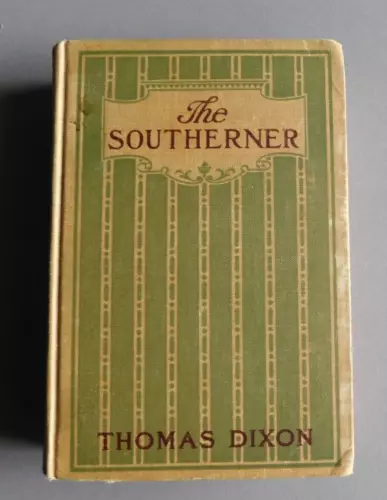 The
SOUTHERNER
THOMAS DIXON